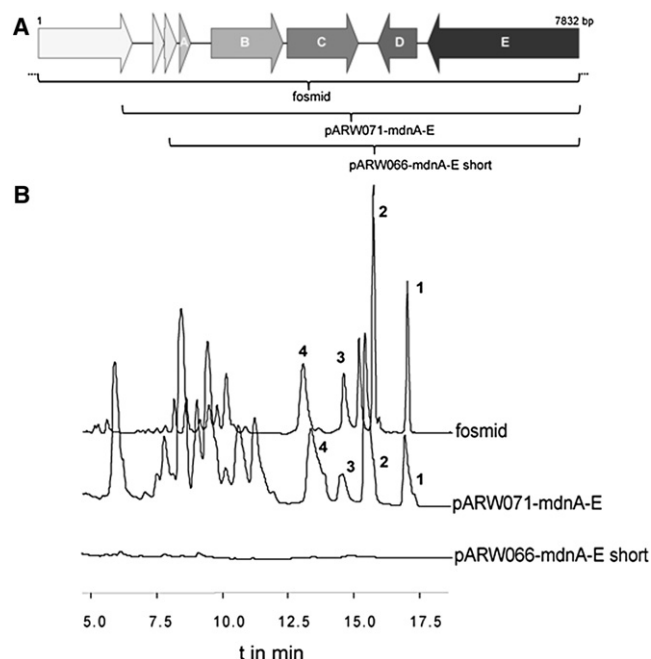 A
1
7832 bp
A
B
C
D
E
fosmid
pARW071-mdnA-E
pARW066-mdnA-E short
B
2
1
4
3
fosmid
4
3
2
1
pARW071-mdnA-E
pARW066-mdnA-E short
5.0 7.5 10.0 12.5 15.0 17.5
t in min